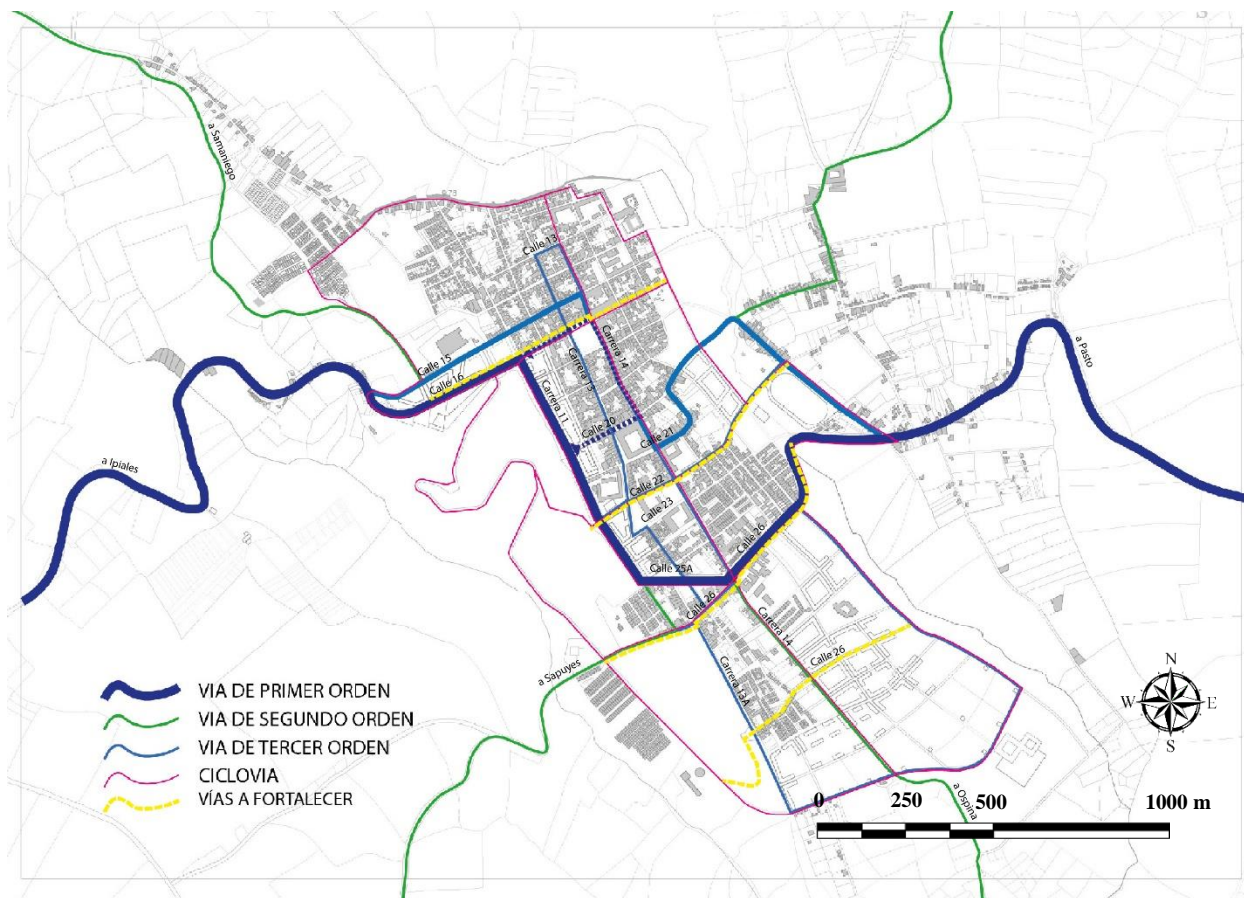 S
a Samaniego
Calle 13
Calle 15
Calle 16
Carrera 14
Carrera 13
Carrera 11
Calle 20
Calle 21
a Pasto
a Ipiales
Calle 22
Calle 23
Calle 26
Calle 25A
Calle 26
Carrera 14
Calle 26
a Sapuyes
Carrera 13A
a Ospina
VIA DE PRIMER ORDEN
VIA DE SEGUNDO ORDEN
VIA DE TERCER ORDEN
CICLOVIA
VÍAS A FORTALECER
N
W E
S
0 250 500 1000 m